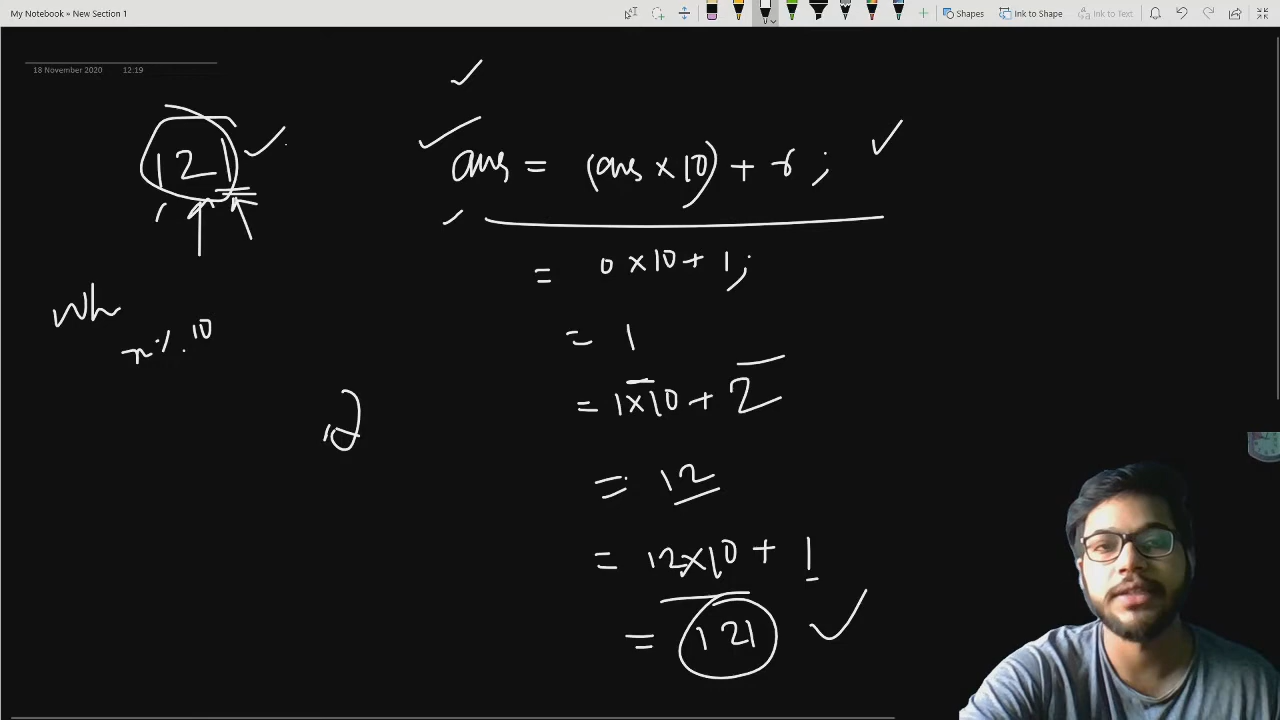 My Notebook » New Section 1
Shapes Ink to Shape Ink to Text
18 November 2020 12:19
121
ans = (ans × 10) + r ;
= 0 × 10 + 1;
= 1
= 1 × 10 + 2
= 12
= 12 × 10 + 1
= 121
Wh
n % 10